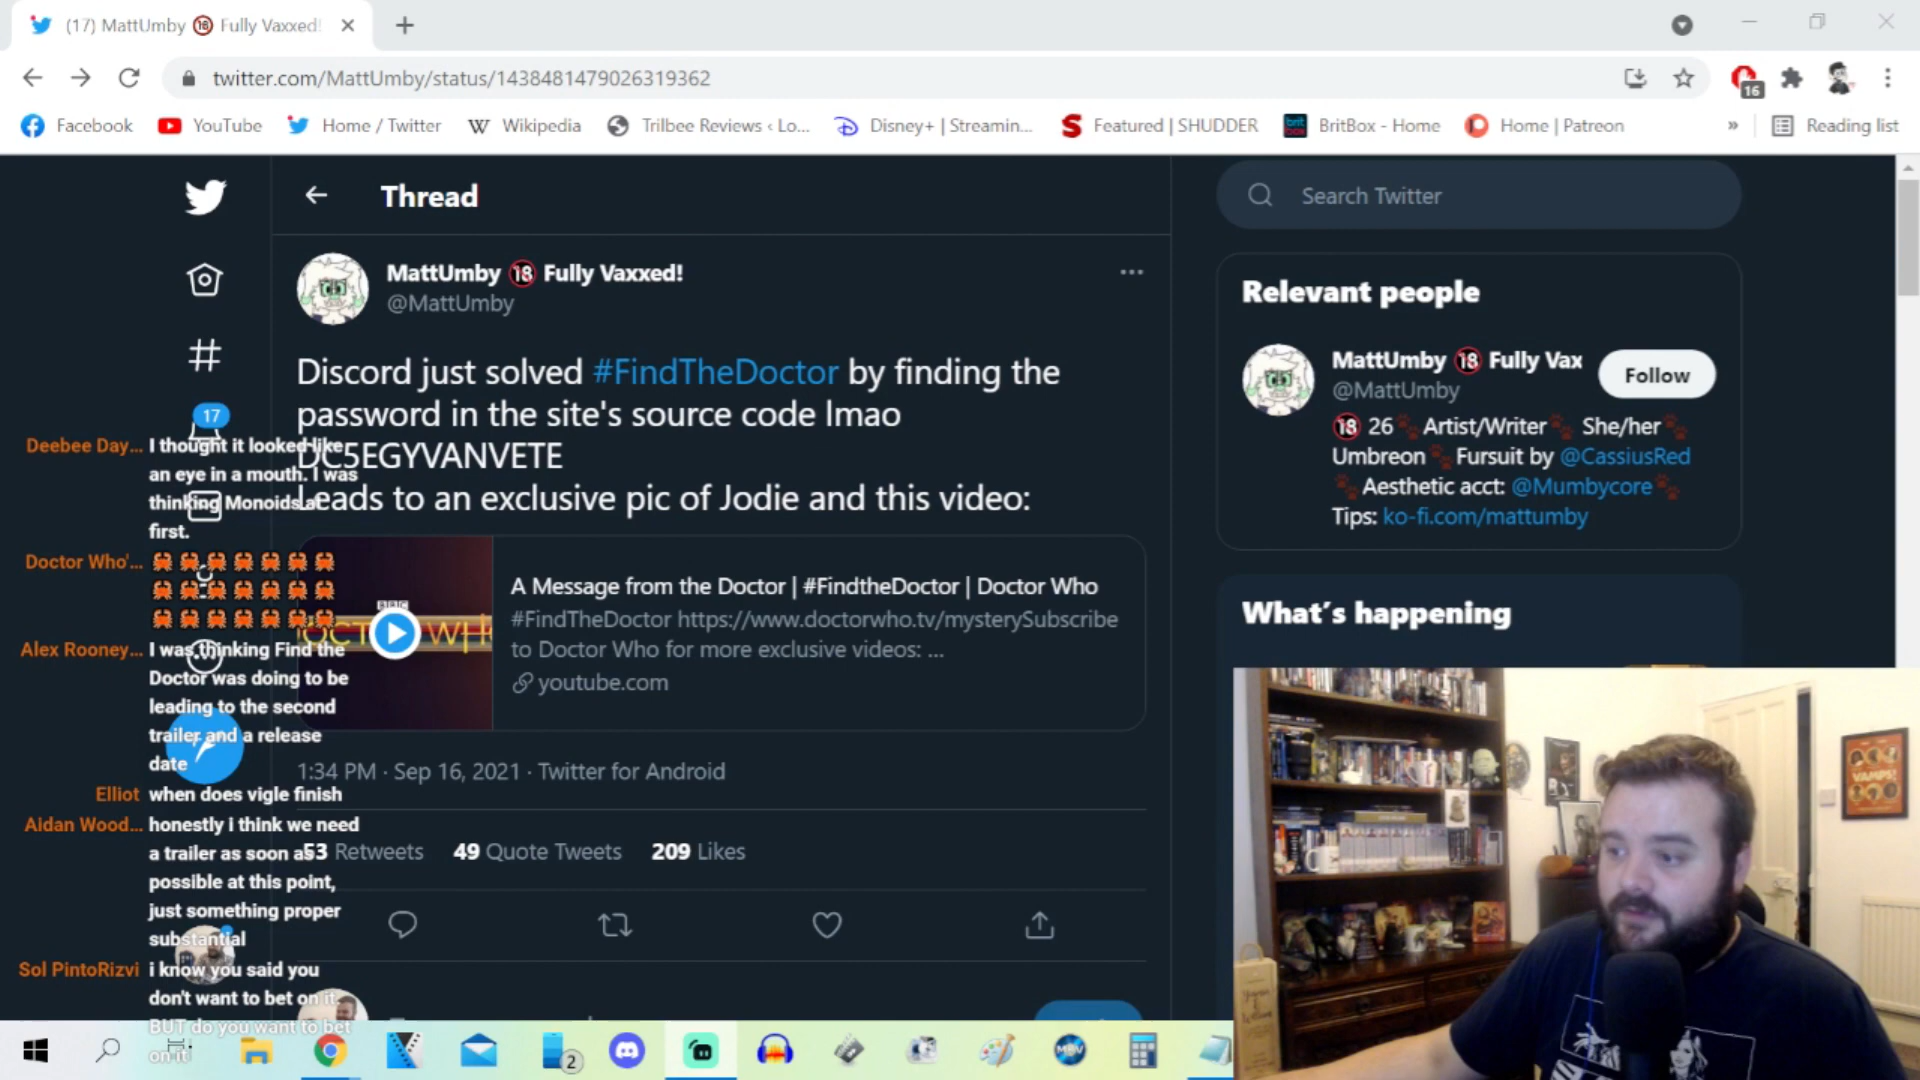 (17) MattUmby 🔞 Fully Vaxxed!
twitter.com/MattUmby/status/1438481479026319362
16
Facebook
YouTube
Home / Twitter
Wikipedia
Trilbee Reviews ‹ Lo...
Disney+ | Streamin...
Featured | SHUDDER
BritBox - Home
Home | Patreon
»
Reading list
Thread
Search Twitter
MattUmby 🔞 Fully Vaxxed!
@MattUmby
Discord just solved #FindTheDoctor by finding the
password in the site's source code lmao
DC5EGYVANVETE
Leads to an exclusive pic of Jodie and this video:
BBC
A Message from the Doctor | #FindtheDoctor | Doctor Who
#FindTheDoctor https://www.doctorwho.tv/mysterySubscribe
to Doctor Who for more exclusive videos: ...
youtube.com
1:34 PM · Sep 16, 2021 · Twitter for Android
53 Retweets 49 Quote Tweets 209 Likes
Relevant people
MattUmby 🔞 Fully Vax
@MattUmby
Follow
🔞 26🐾 Artist/Writer🐾 She/her🐾
Umbreon🐾Fursuit by @CassiusRed
🐾Aesthetic acct: @Mumbycore🐾
Tips: ko-fi.com/mattumby
What's happening
17
Deebee Day... I thought it looked like
an eye in a mouth. I was
thinking Monoids at
first.
Doctor Who'... 🦀🦀🦀🦀🦀🦀🦀
🦀🦀🦀🦀🦀🦀🦀
🦀🦀🦀🦀🦀🦀🦀
Alex Rooney... I was thinking Find the
Doctor was doing to be
leading to the second
trailer and a release
date
Elliot when does vigle finish
Aidan Wood... honestly i think we need
a trailer as soon as
possible at this point,
just something proper
substantial
Sol PintoRizvi i know you said you
don't want to bet on it
BUT do you want to bet
on it
2
VAMPS!